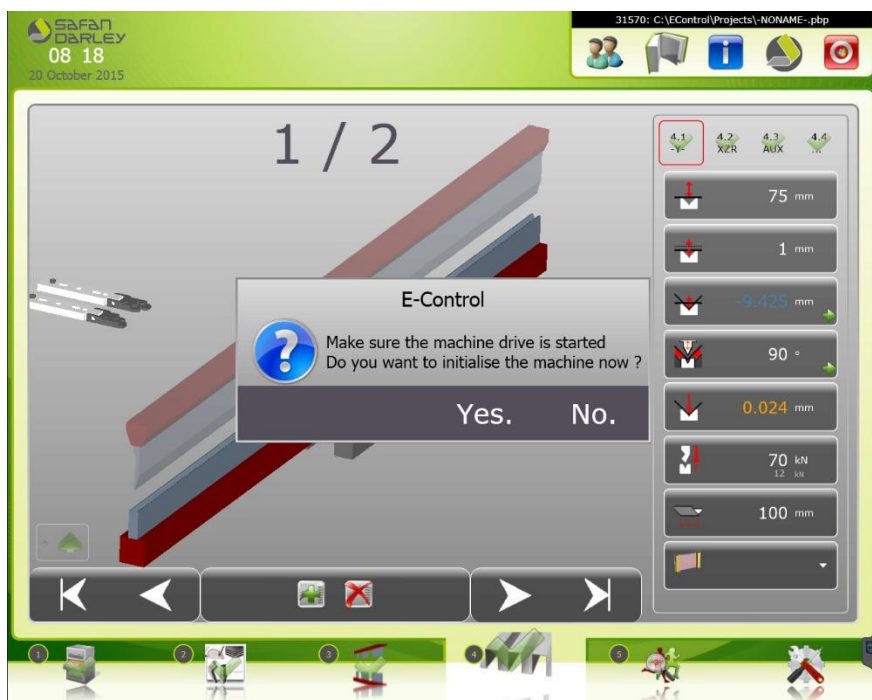 SAFAN
DARLEY
08 18
20 October 2015
31570: C:\EControl\Projects\-NONAME-.pbp
1 / 2
4.1
-Y-
4.2
XZR
4.3
AUX
4.4
75 mm
1 mm
-9.425 mm
90 °
0.024 mm
70 kN
12 kN
100 mm
E-Control
Make sure the machine drive is started
Do you want to initialise the machine now ?
Yes. No.
1
2
3
4
5